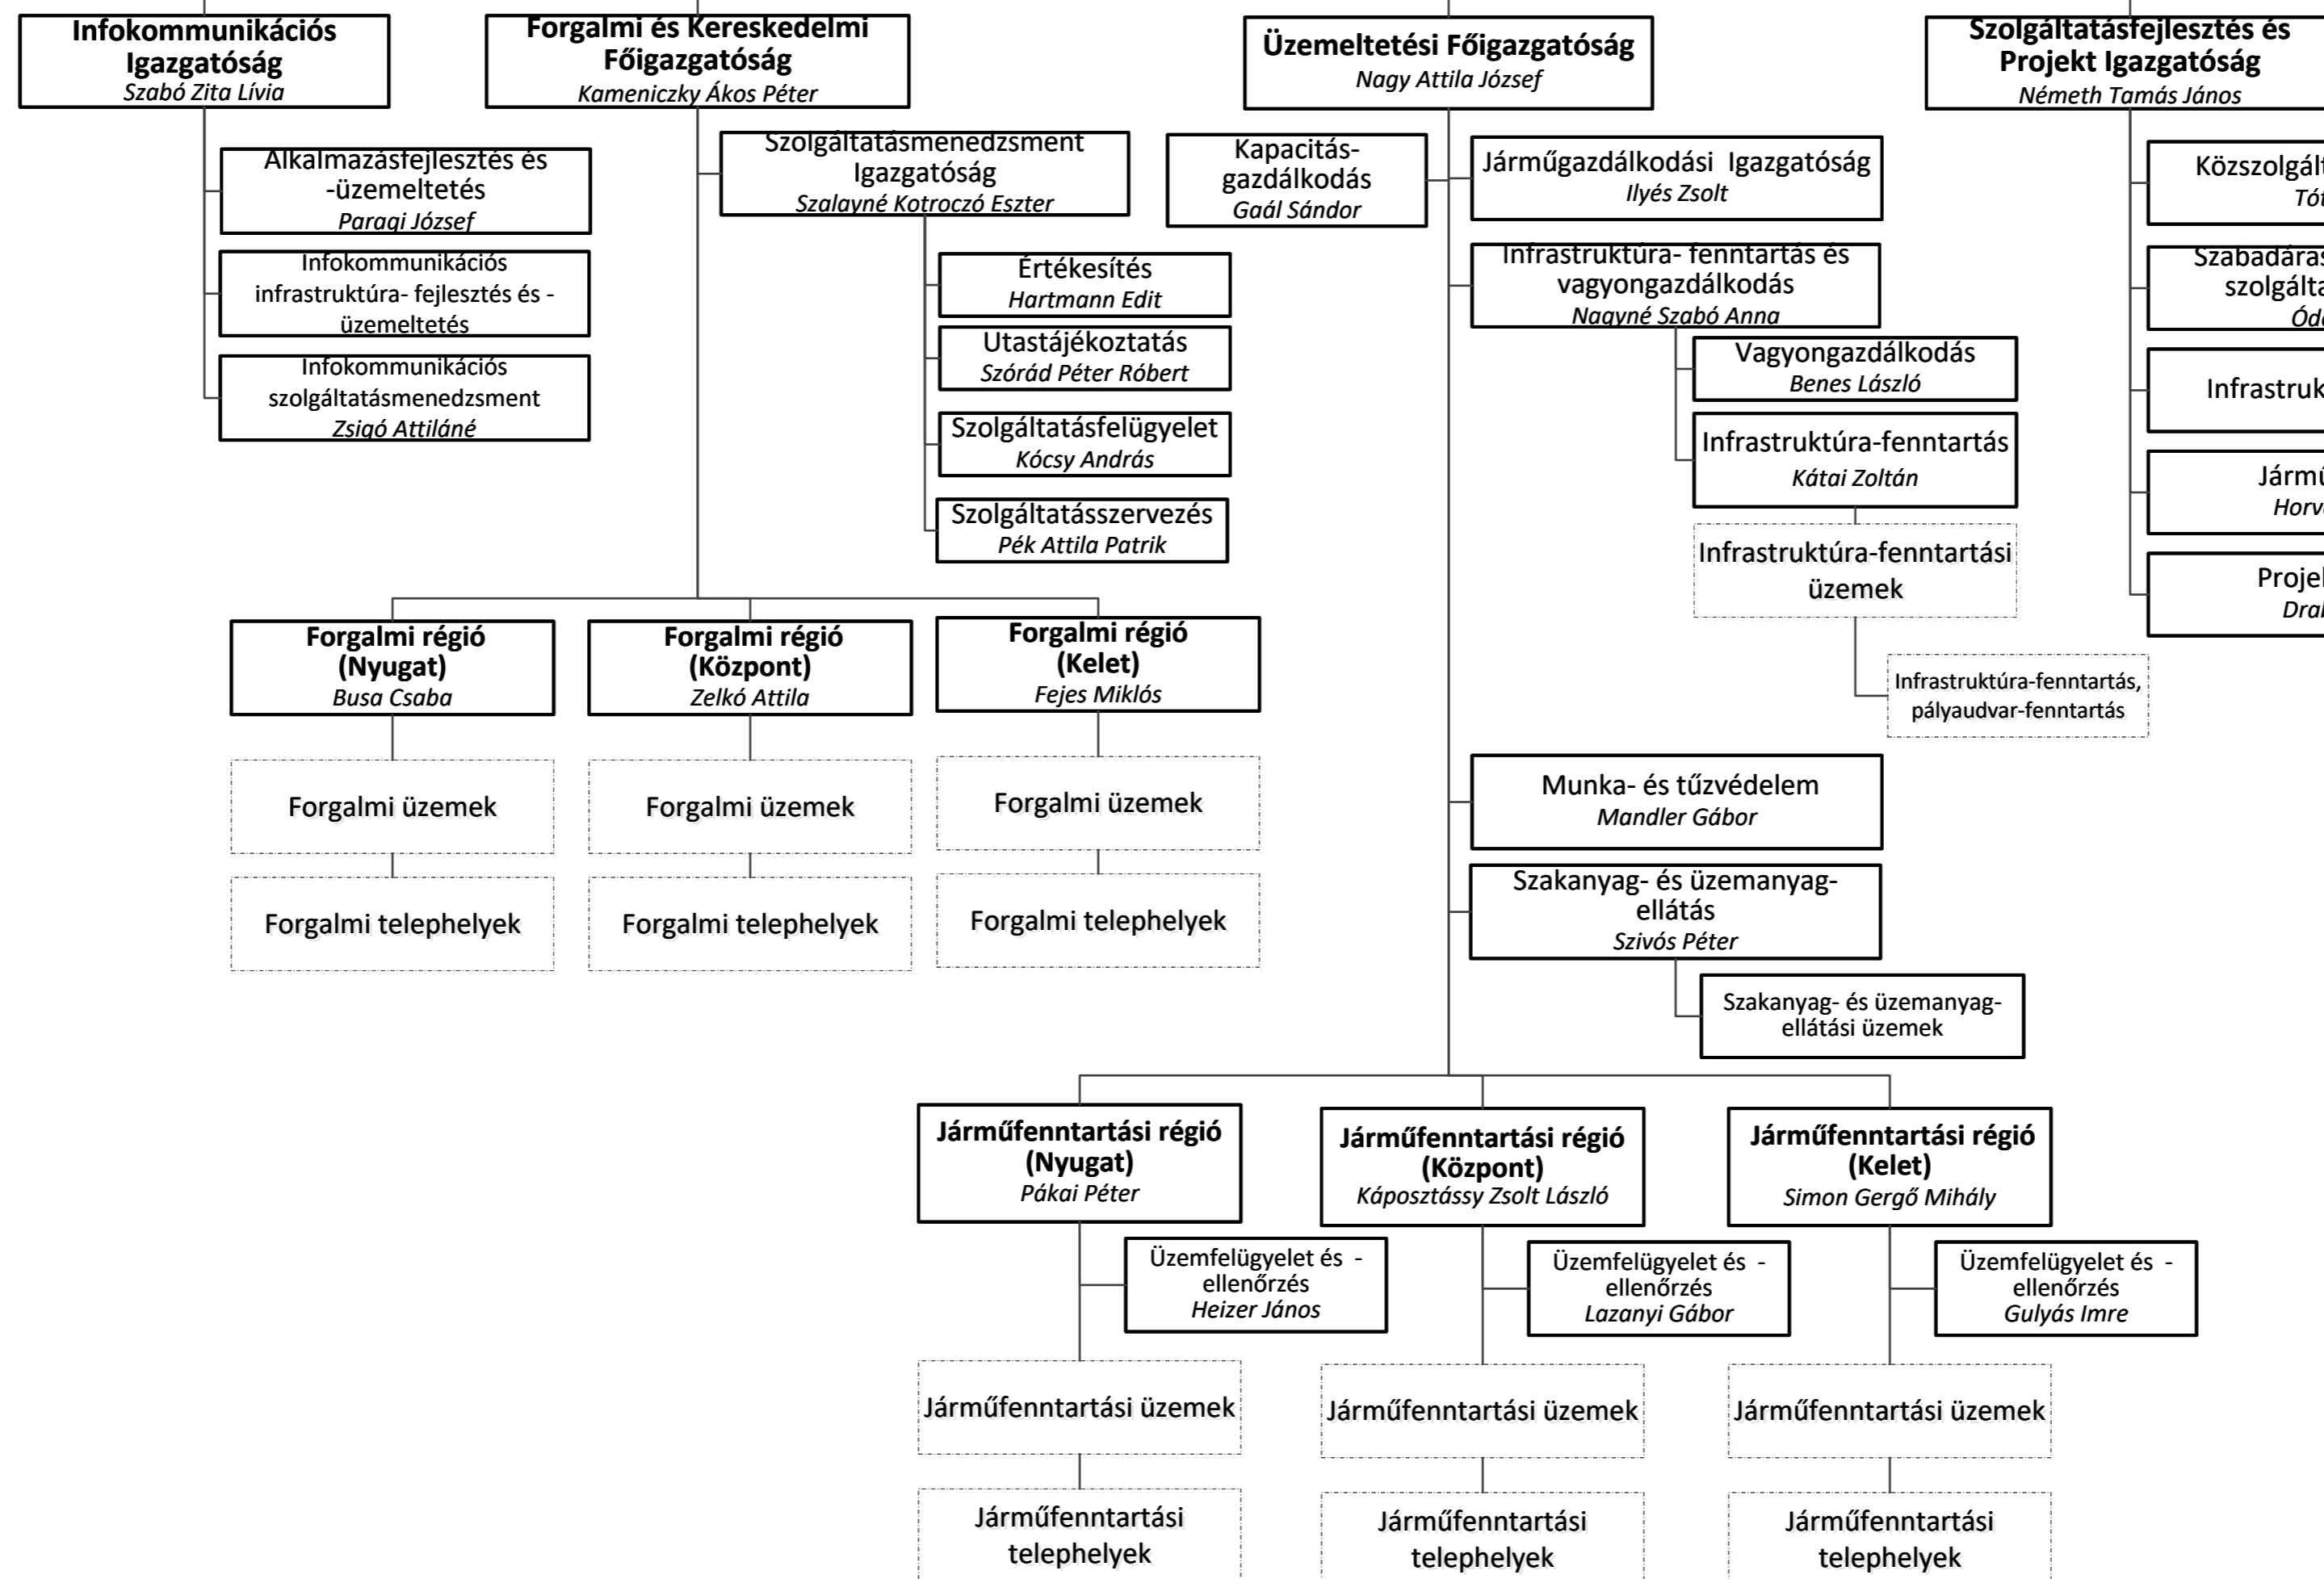 Infokommunikációs
Igazgatóság
Szabó Zita Lívia
Alkalmazásfejlesztés és
-üzemeltetés
Paragi József
Infokommunikációs
infrastruktúra- fejlesztés és -
üzemeltetés
Infokommunikációs
szolgáltatásmenedzsment
Zsigó Attiláné
Forgalmi és Kereskedelmi
Főigazgatóság
Kameniczky Ákos Péter
Szolgáltatásmenedzsment
Igazgatóság
Szalayné Kotroczó Eszter
Értékesítés
Hartmann Edit
Utastájékoztatás
Szórád Péter Róbert
Szolgáltatásfelügyelet
Kócsy András
Szolgáltatásszervezés
Pék Attila Patrik
Forgalmi régió
(Nyugat)
Busa Csaba
Forgalmi üzemek
Forgalmi telephelyek
Forgalmi régió
(Központ)
Zelkó Attila
Forgalmi üzemek
Forgalmi telephelyek
Forgalmi régió
(Kelet)
Fejes Miklós
Forgalmi üzemek
Forgalmi telephelyek
Üzemeltetési Főigazgatóság
Nagy Attila József
Kapacitás-
gazdálkodás
Gaál Sándor
Járműgazdálkodási Igazgatóság
Ilyés Zsolt
Infrastruktúra- fenntartás és
vagyongazdálkodás
Nagyné Szabó Anna
Vagyongazdálkodás
Benes László
Infrastruktúra-fenntartás
Kátai Zoltán
Infrastruktúra-fenntartási
üzemek
Infrastruktúra-fenntartás,
pályaudvar-fenntartás
Munka- és tűzvédelem
Mandler Gábor
Szakanyag- és üzemanyag-
ellátás
Szivós Péter
Szakanyag- és üzemanyag-
ellátási üzemek
Járműfenntartási régió
(Nyugat)
Pákai Péter
Üzemfelügyelet és -
ellenőrzés
Heizer János
Járműfenntartási üzemek
Járműfenntartási
telephelyek
Járműfenntartási régió
(Központ)
Káposztássy Zsolt László
Üzemfelügyelet és -
ellenőrzés
Lazanyi Gábor
Járműfenntartási üzemek
Járműfenntartási
telephelyek
Járműfenntartási régió
(Kelet)
Simon Gergő Mihály
Üzemfelügyelet és -
ellenőrzés
Gulyás Imre
Járműfenntartási üzemek
Járműfenntartási
telephelyek
Szolgáltatásfejlesztés és
Projekt Igazgatóság
Németh Tamás János